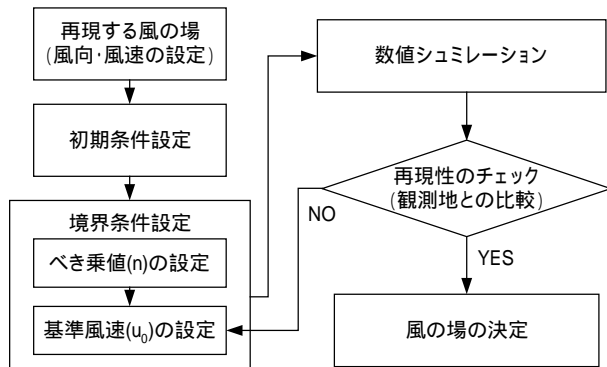 再現する風の場
(風向・風速の設定)
初期条件設定
境界条件設定
べき乗値(n)の設定
基準風速(u₀)の設定
数値シュミレーション
再現性のチェック
(観測地との比較)
NO
YES
風の場の決定